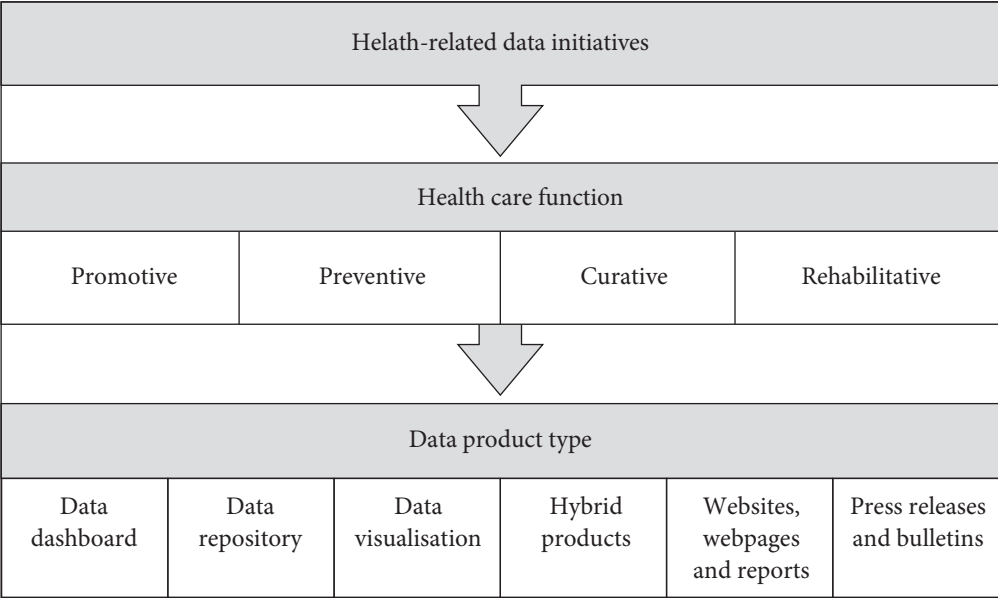 Helath-related data initiatives
Health care function
Promotive
Preventive
Curative
Rehabilitative
Data product type
Data
dashboard
Data
repository
Data
visualisation
Hybrid
products
Websites,
webpages
and reports
Press releases
and bulletins